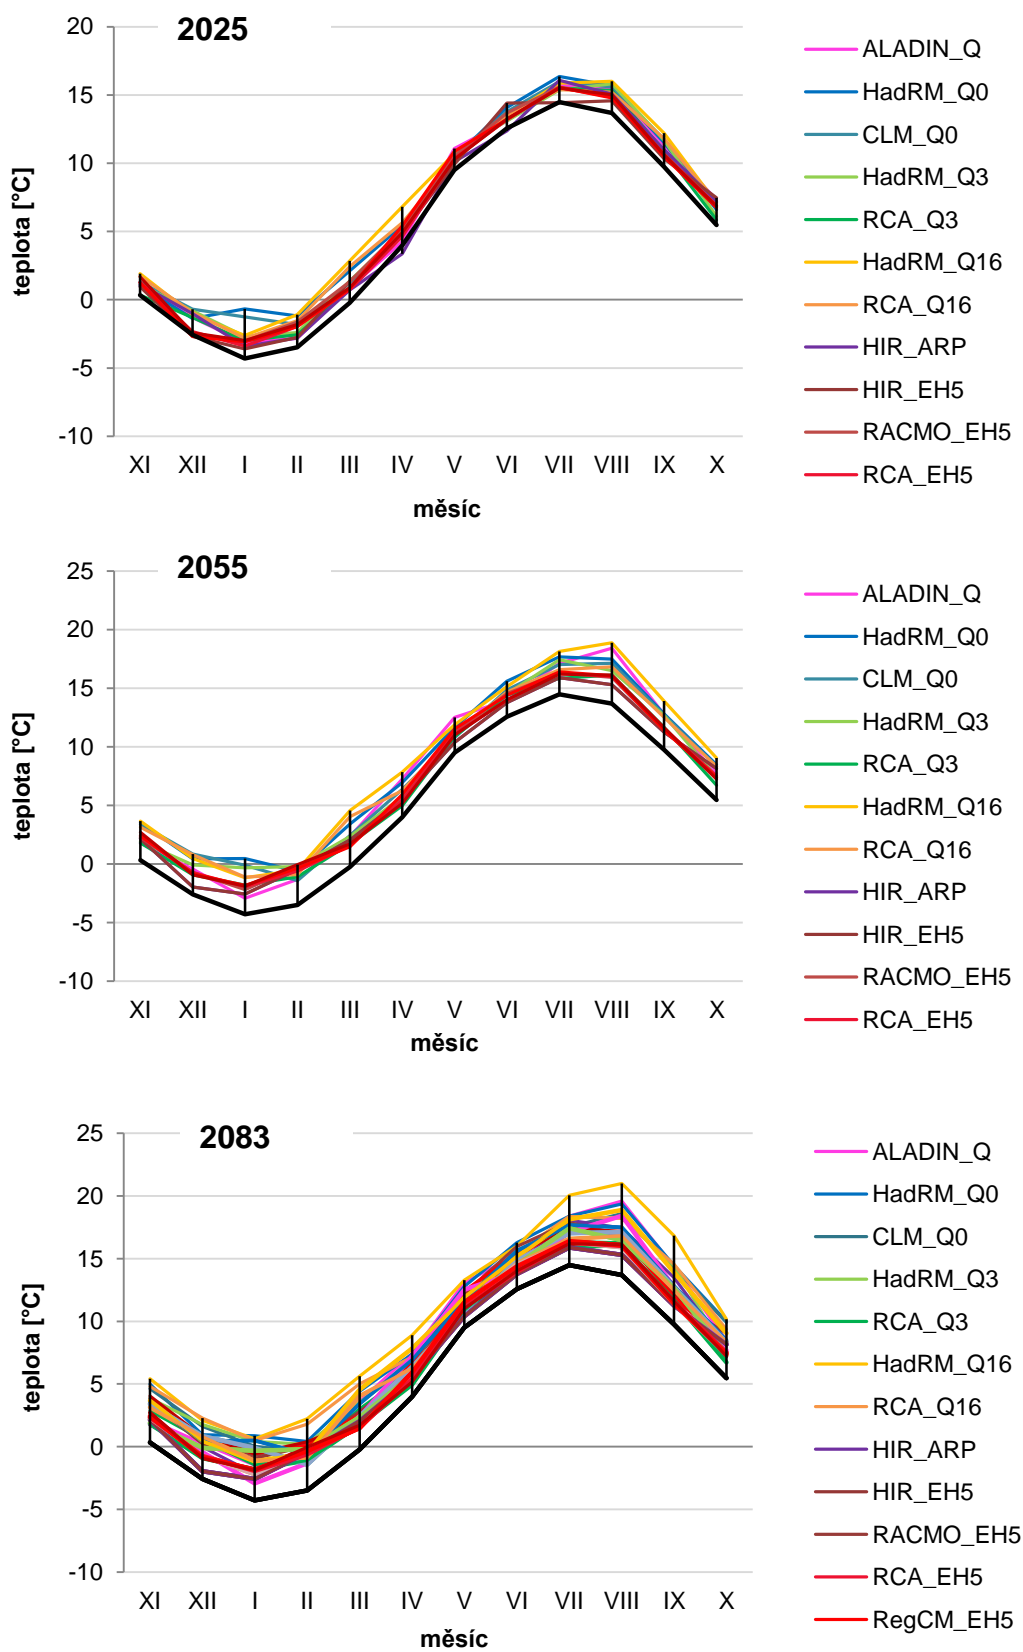 2025
teplota [°C]
20
15
10
5
0
-5
-10
XI XII I II III IV V VI VII VIII IX X
měsíc
ALADIN_Q
HadRM_Q0
CLM_Q0
HadRM_Q3
RCA_Q3
HadRM_Q16
RCA_Q16
HIR_ARP
HIR_EH5
RACMO_EH5
RCA_EH5
2055
teplota [°C]
25
20
15
10
5
0
-5
-10
XI XII I II III IV V VI VII VIII IX X
měsíc
ALADIN_Q
HadRM_Q0
CLM_Q0
HadRM_Q3
RCA_Q3
HadRM_Q16
RCA_Q16
HIR_ARP
HIR_EH5
RACMO_EH5
RCA_EH5
2083
teplota [°C]
25
20
15
10
5
0
-5
-10
XI XII I II III IV V VI VII VIII IX X
měsíc
ALADIN_Q
HadRM_Q0
CLM_Q0
HadRM_Q3
RCA_Q3
HadRM_Q16
RCA_Q16
HIR_ARP
HIR_EH5
RACMO_EH5
RCA_EH5
RegCM_EH5